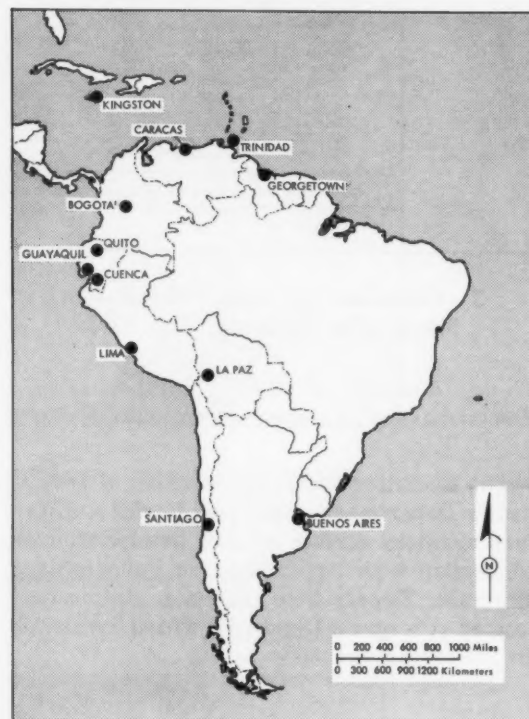 KINGSTON
CARACAS
TRINIDAD
GEORGETOWN
BOGOTA'
QUITO
GUAYAQUIL
CUENCA
LIMA
LA PAZ
SANTIAGO
BUENOS AIRES
N
0 200 400 600 800 1000 Miles
0 300 600 900 1200 Kilometers